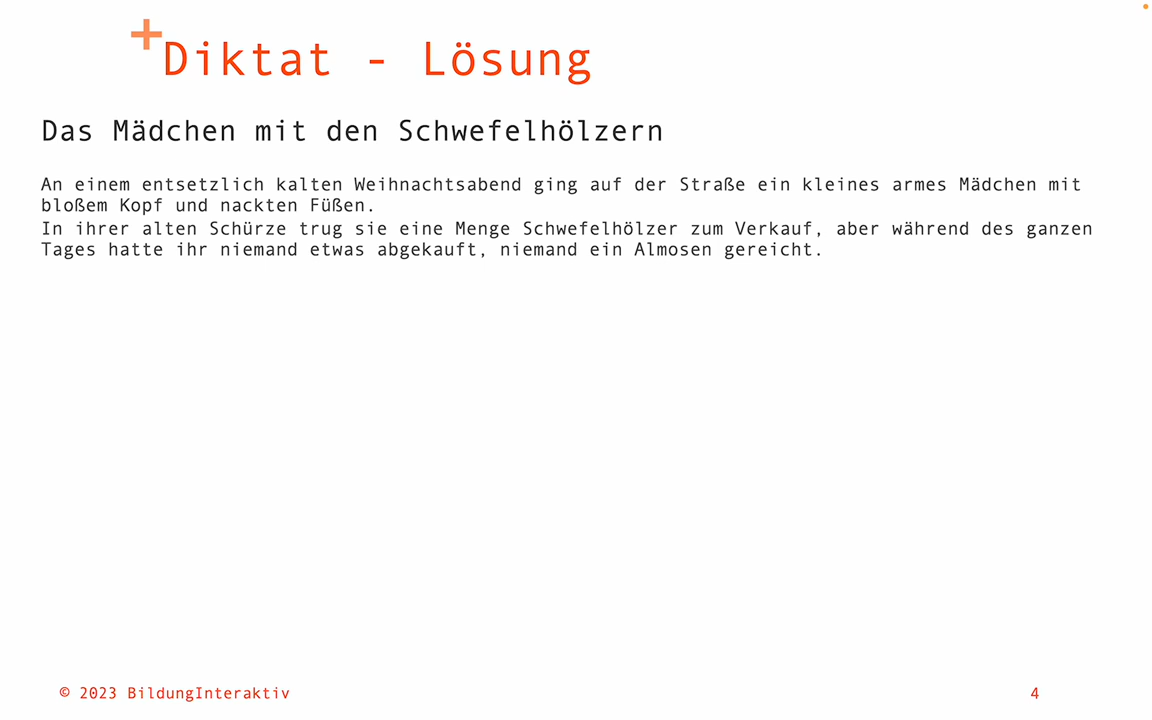 Diktat - Lösung
Das Mädchen mit den Schwefelhölzern
An einem entsetzlich kalten Weihnachtsabend ging auf der Straße ein kleines armes Mädchen mit
bloßem Kopf und nackten Füßen.
In ihrer alten Schürze trug sie eine Menge Schwefelhölzer zum Verkauf, aber während des ganzen
Tages hatte ihr niemand etwas abgekauft, niemand ein Almosen gereicht.
© 2023 BildungInteraktiv
4